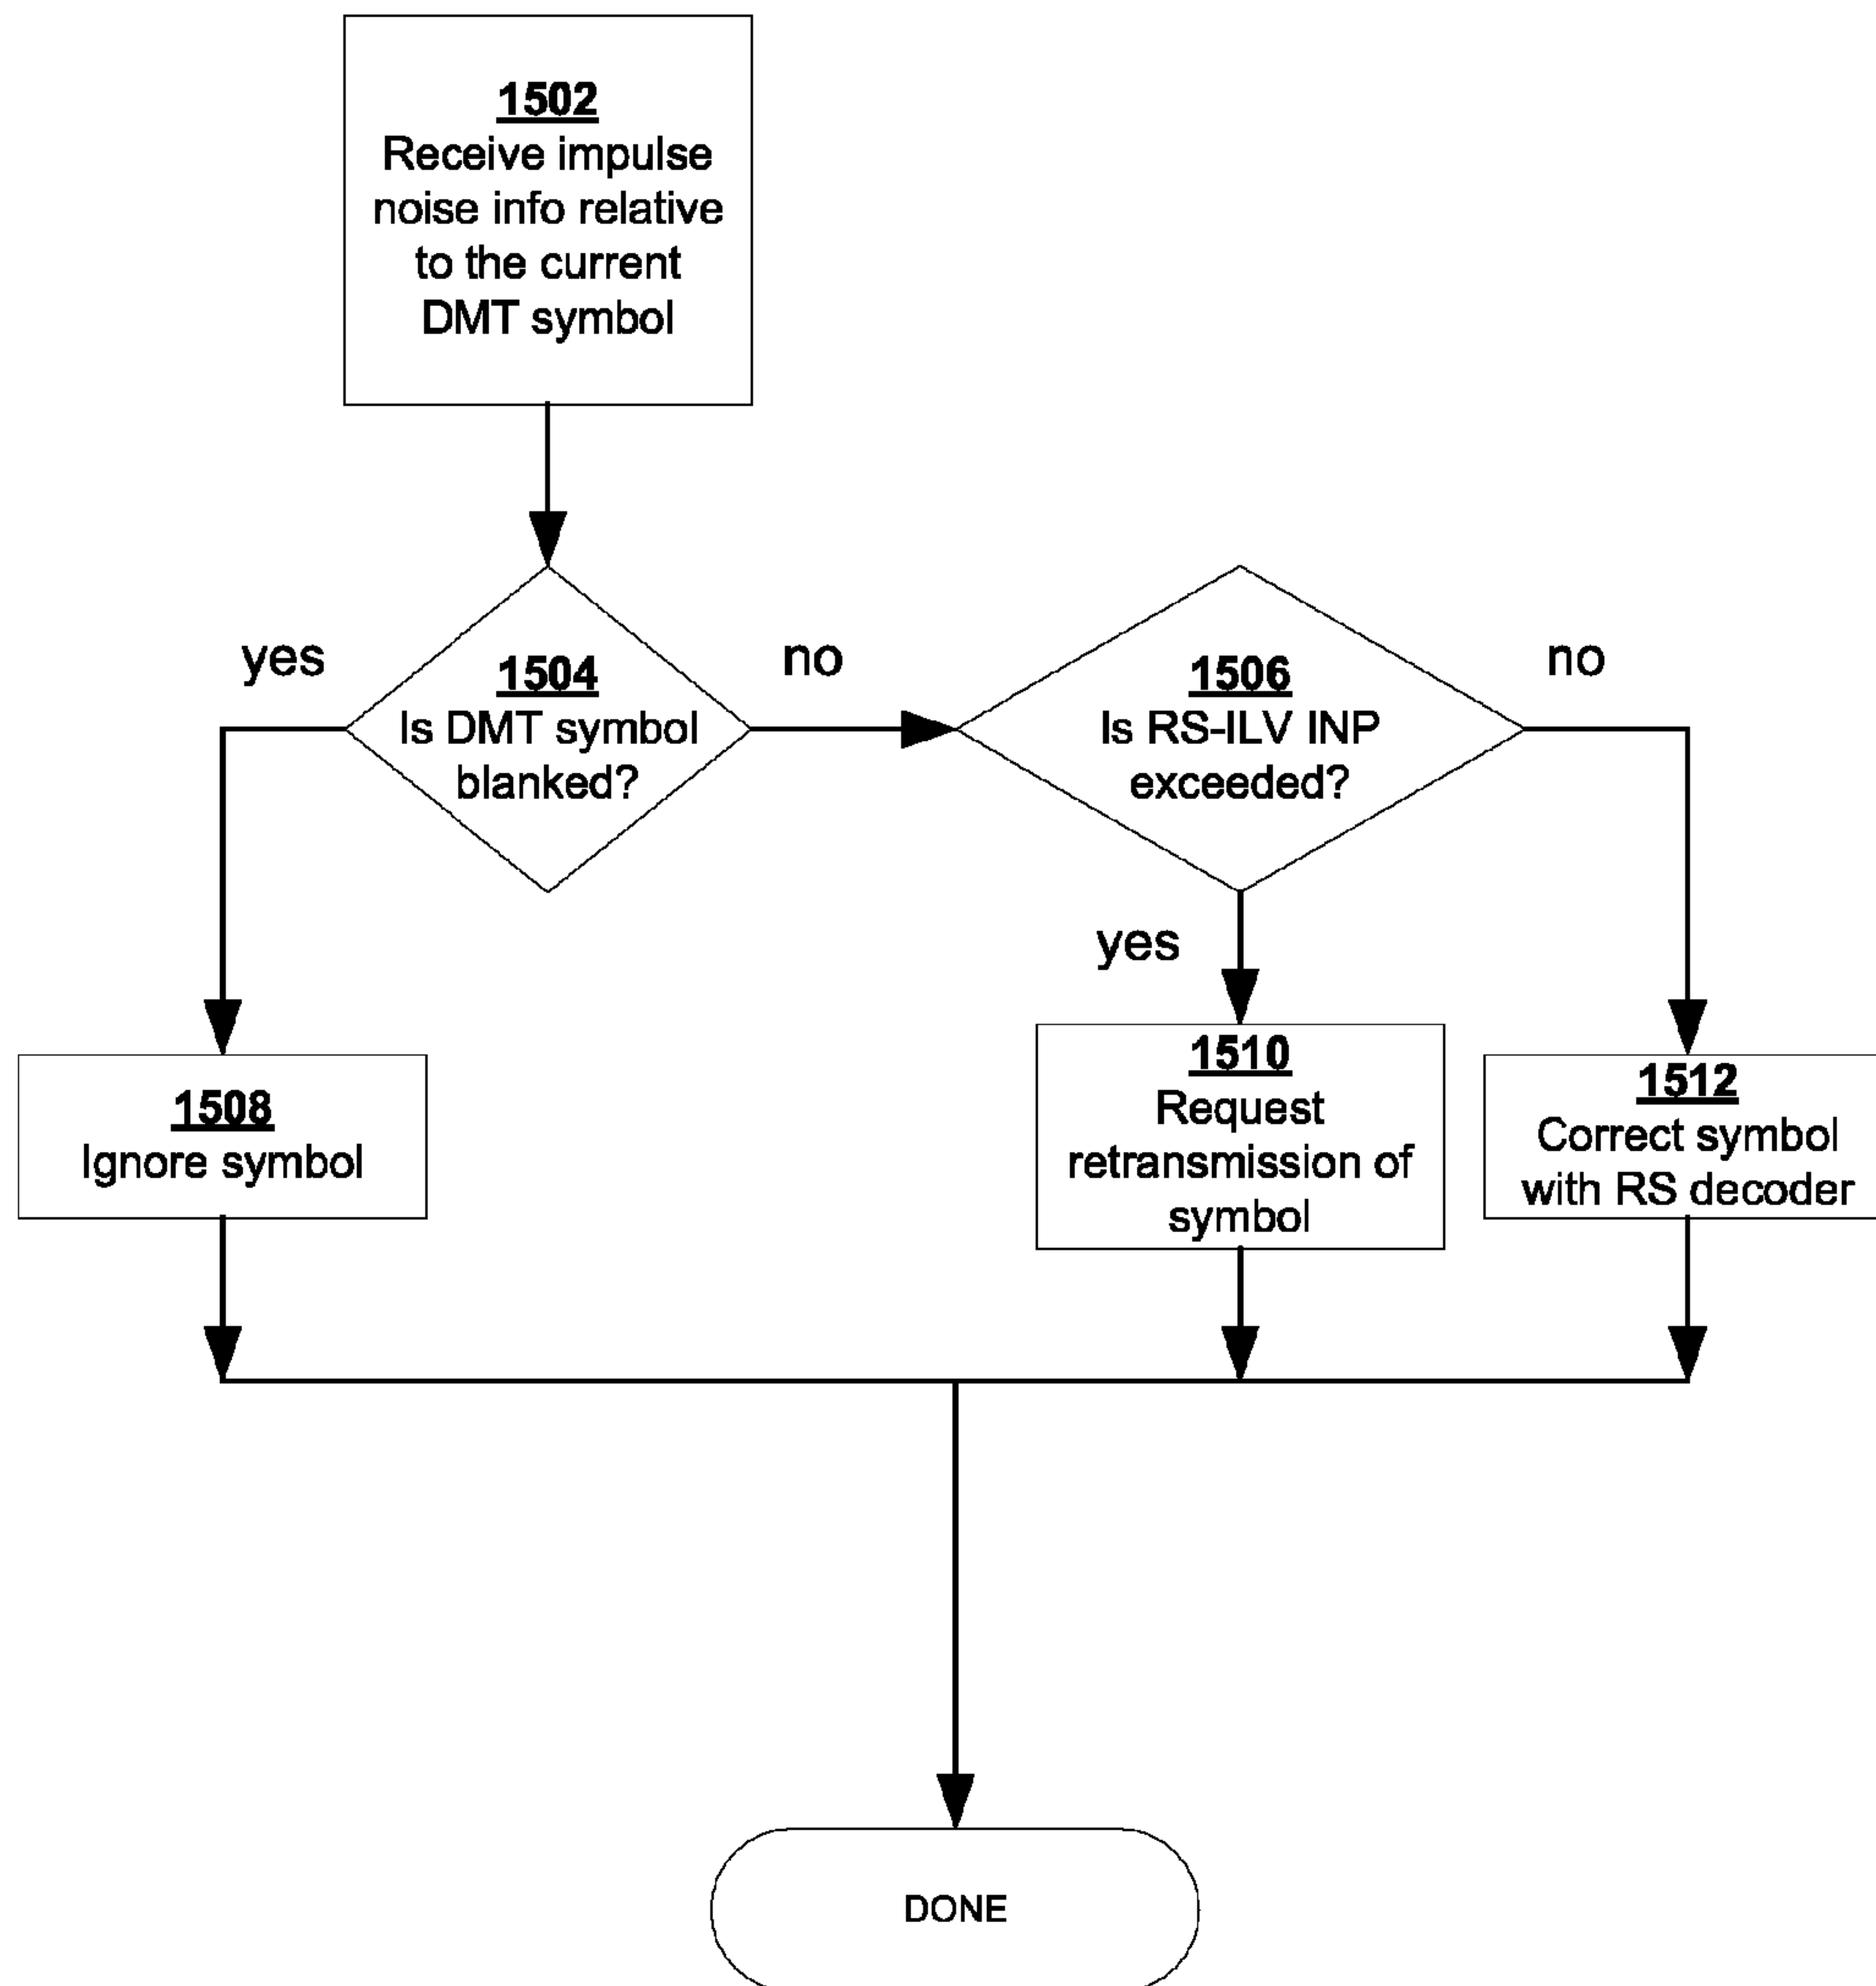 1502
Receive impulse
noise info relative
to the current
DMT symbol
yes
1504
Is DMT symbol
blanked?
no
1506
Is RS-ILV INP
exceeded?
no
yes
1508
Ignore symbol
1510
Request
retransmission of
symbol
1512
Correct symbol
with RS decoder
DONE